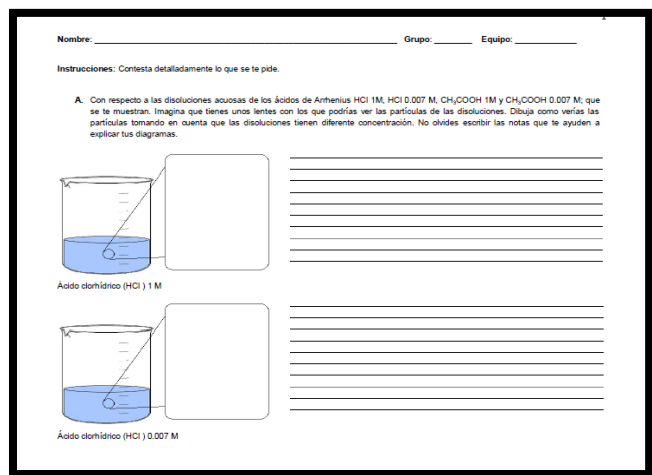 Nombre: ____________ Grupo: ________ Equipo: ____________
Instrucciones: Contesta detalladamente lo que se te pide.
A. Con respecto a las disoluciones acuosas de los ácidos de Arrhenius HCl 1M, HCl 0.007 M, CH₃COOH 1M y CH₃COOH 0.007 M; que
se te muestran. Imagina que tienes unos lentes con los que podrías ver las partículas de las disoluciones. Dibuja como verías las
partículas tomando en cuenta que las disoluciones tienen diferente concentración. No olvides escribir las notas que te ayuden a
explicar tus diagramas.
Ácido clorhídrico (HCl ) 1 M
Ácido clorhídrico (HCl ) 0.007 M